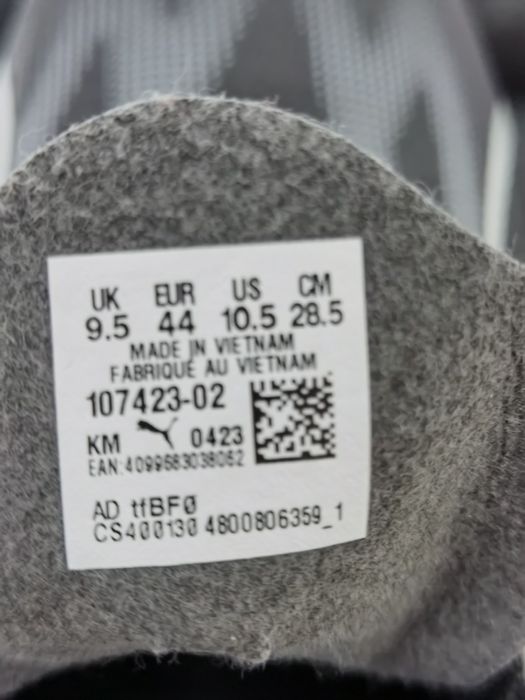 UK EUR US CM
9.5 44 10.5 28.5
MADE IN VIETNAM
FABRIQUÉ AU VIETNAM
107423-02
KM 0423
EAN:4099683038062
AD tfBF0
CS400130 4800806359_1